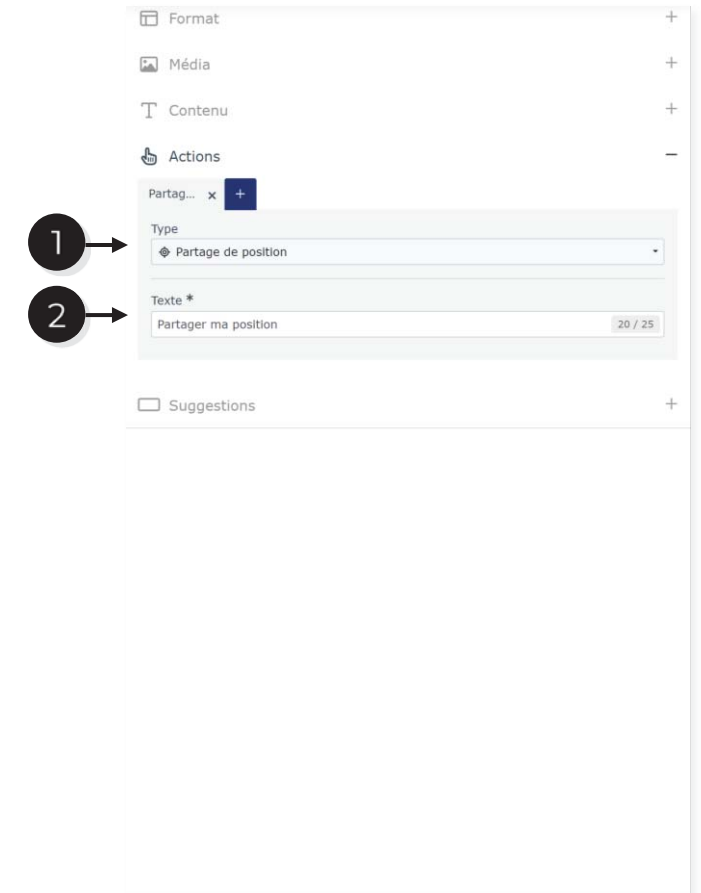 Format +
Média +
T Contenu +
Actions −
Partag... × +
1
Type
Partage de position
2
Texte *
Partager ma position 20 / 25
Suggestions +